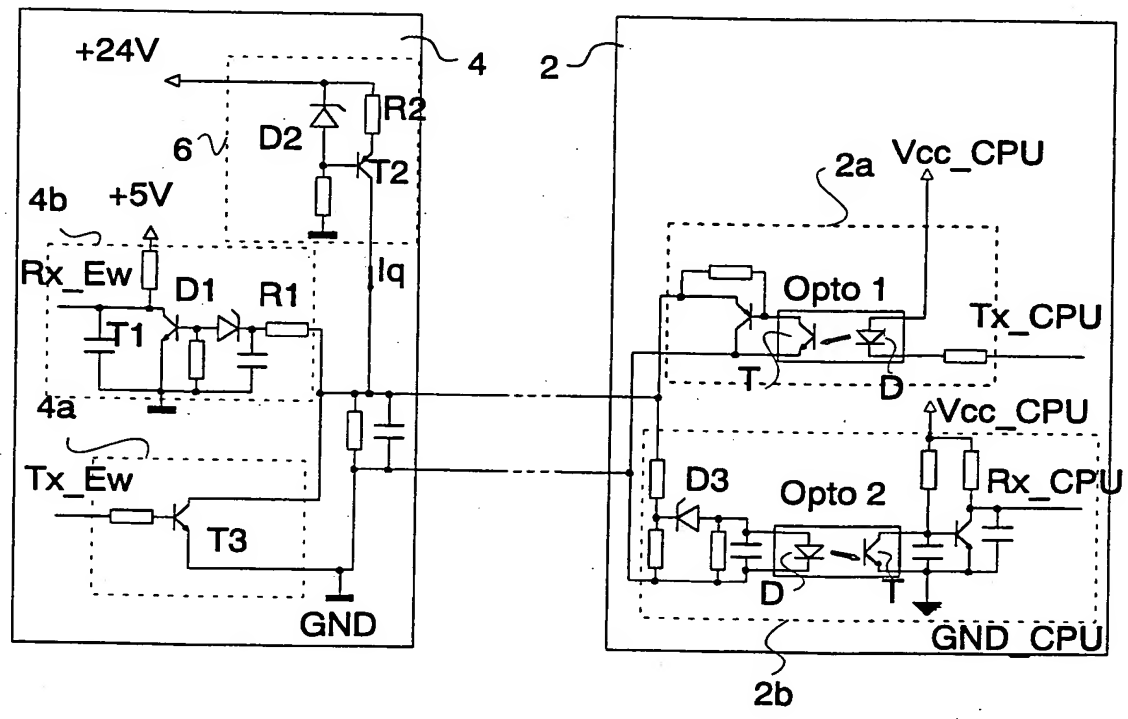 +24V
4
2
R2
D2
6
T2
Vcc_CPU
2a
4b
+5V
Iq
Rx_Ew
D1
R1
Opto 1
Tx_CPU
T1
T
D
4a
Vcc_CPU
Tx_Ew
D3
Opto 2
Rx_CPU
T3
D
T
GND
GND_CPU
2b